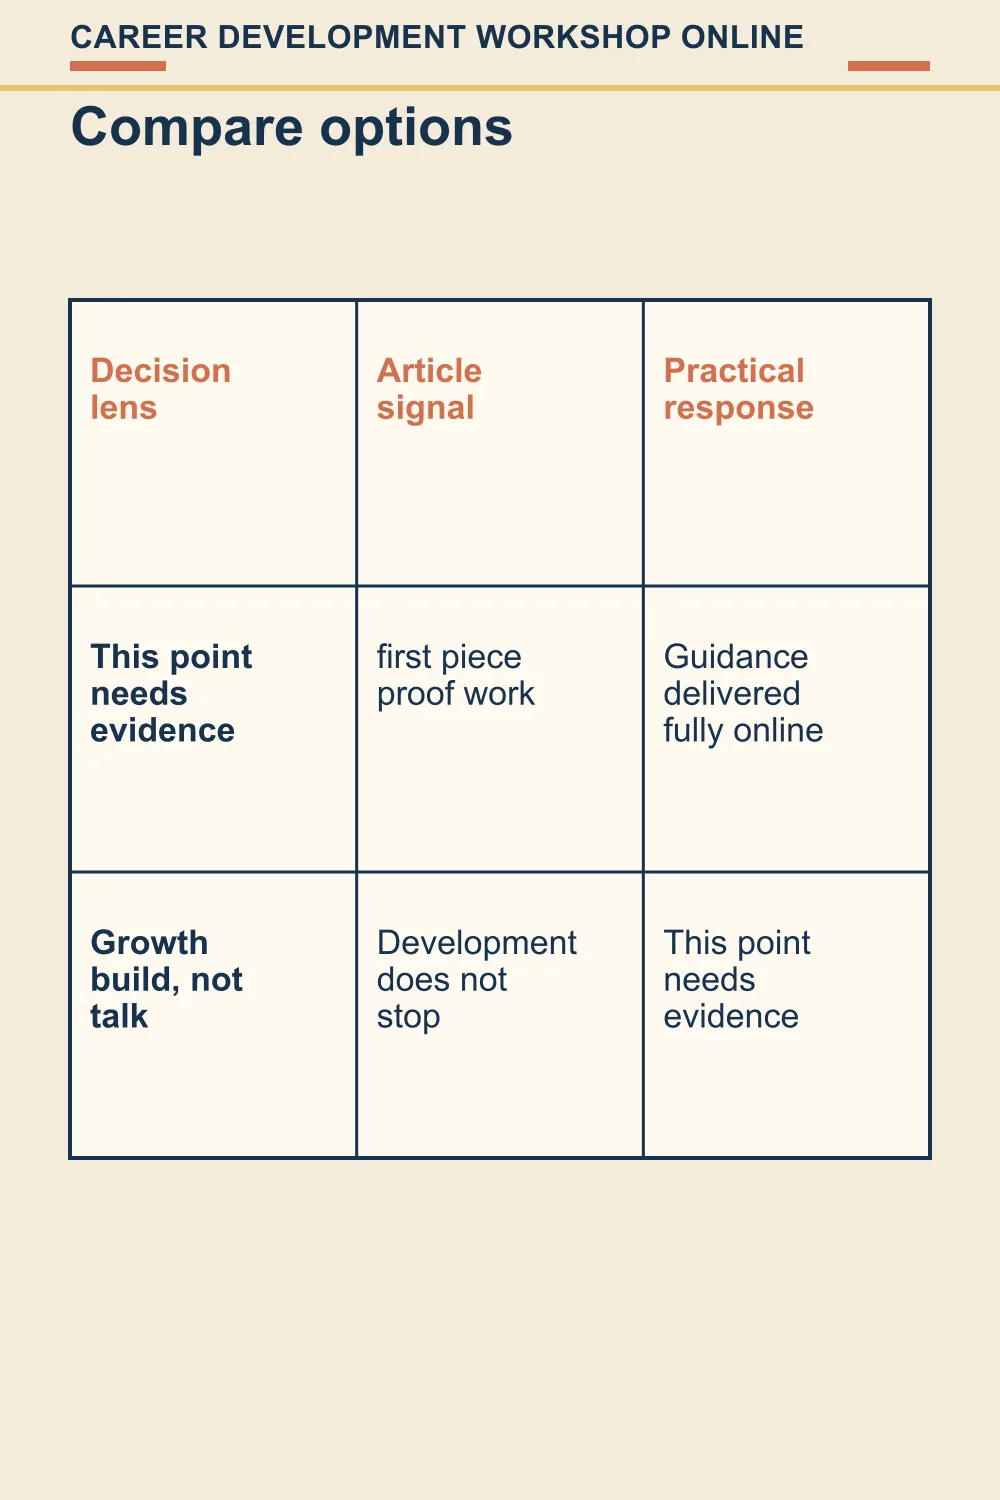 CAREER DEVELOPMENT WORKSHOP ONLINE
Compare options
Decision
lens
Article
signal
Practical
response
This point
needs
evidence
first piece
proof work
Guidance
delivered
fully online
Growth
build, not
talk
Development
does not
stop
This point
needs
evidence